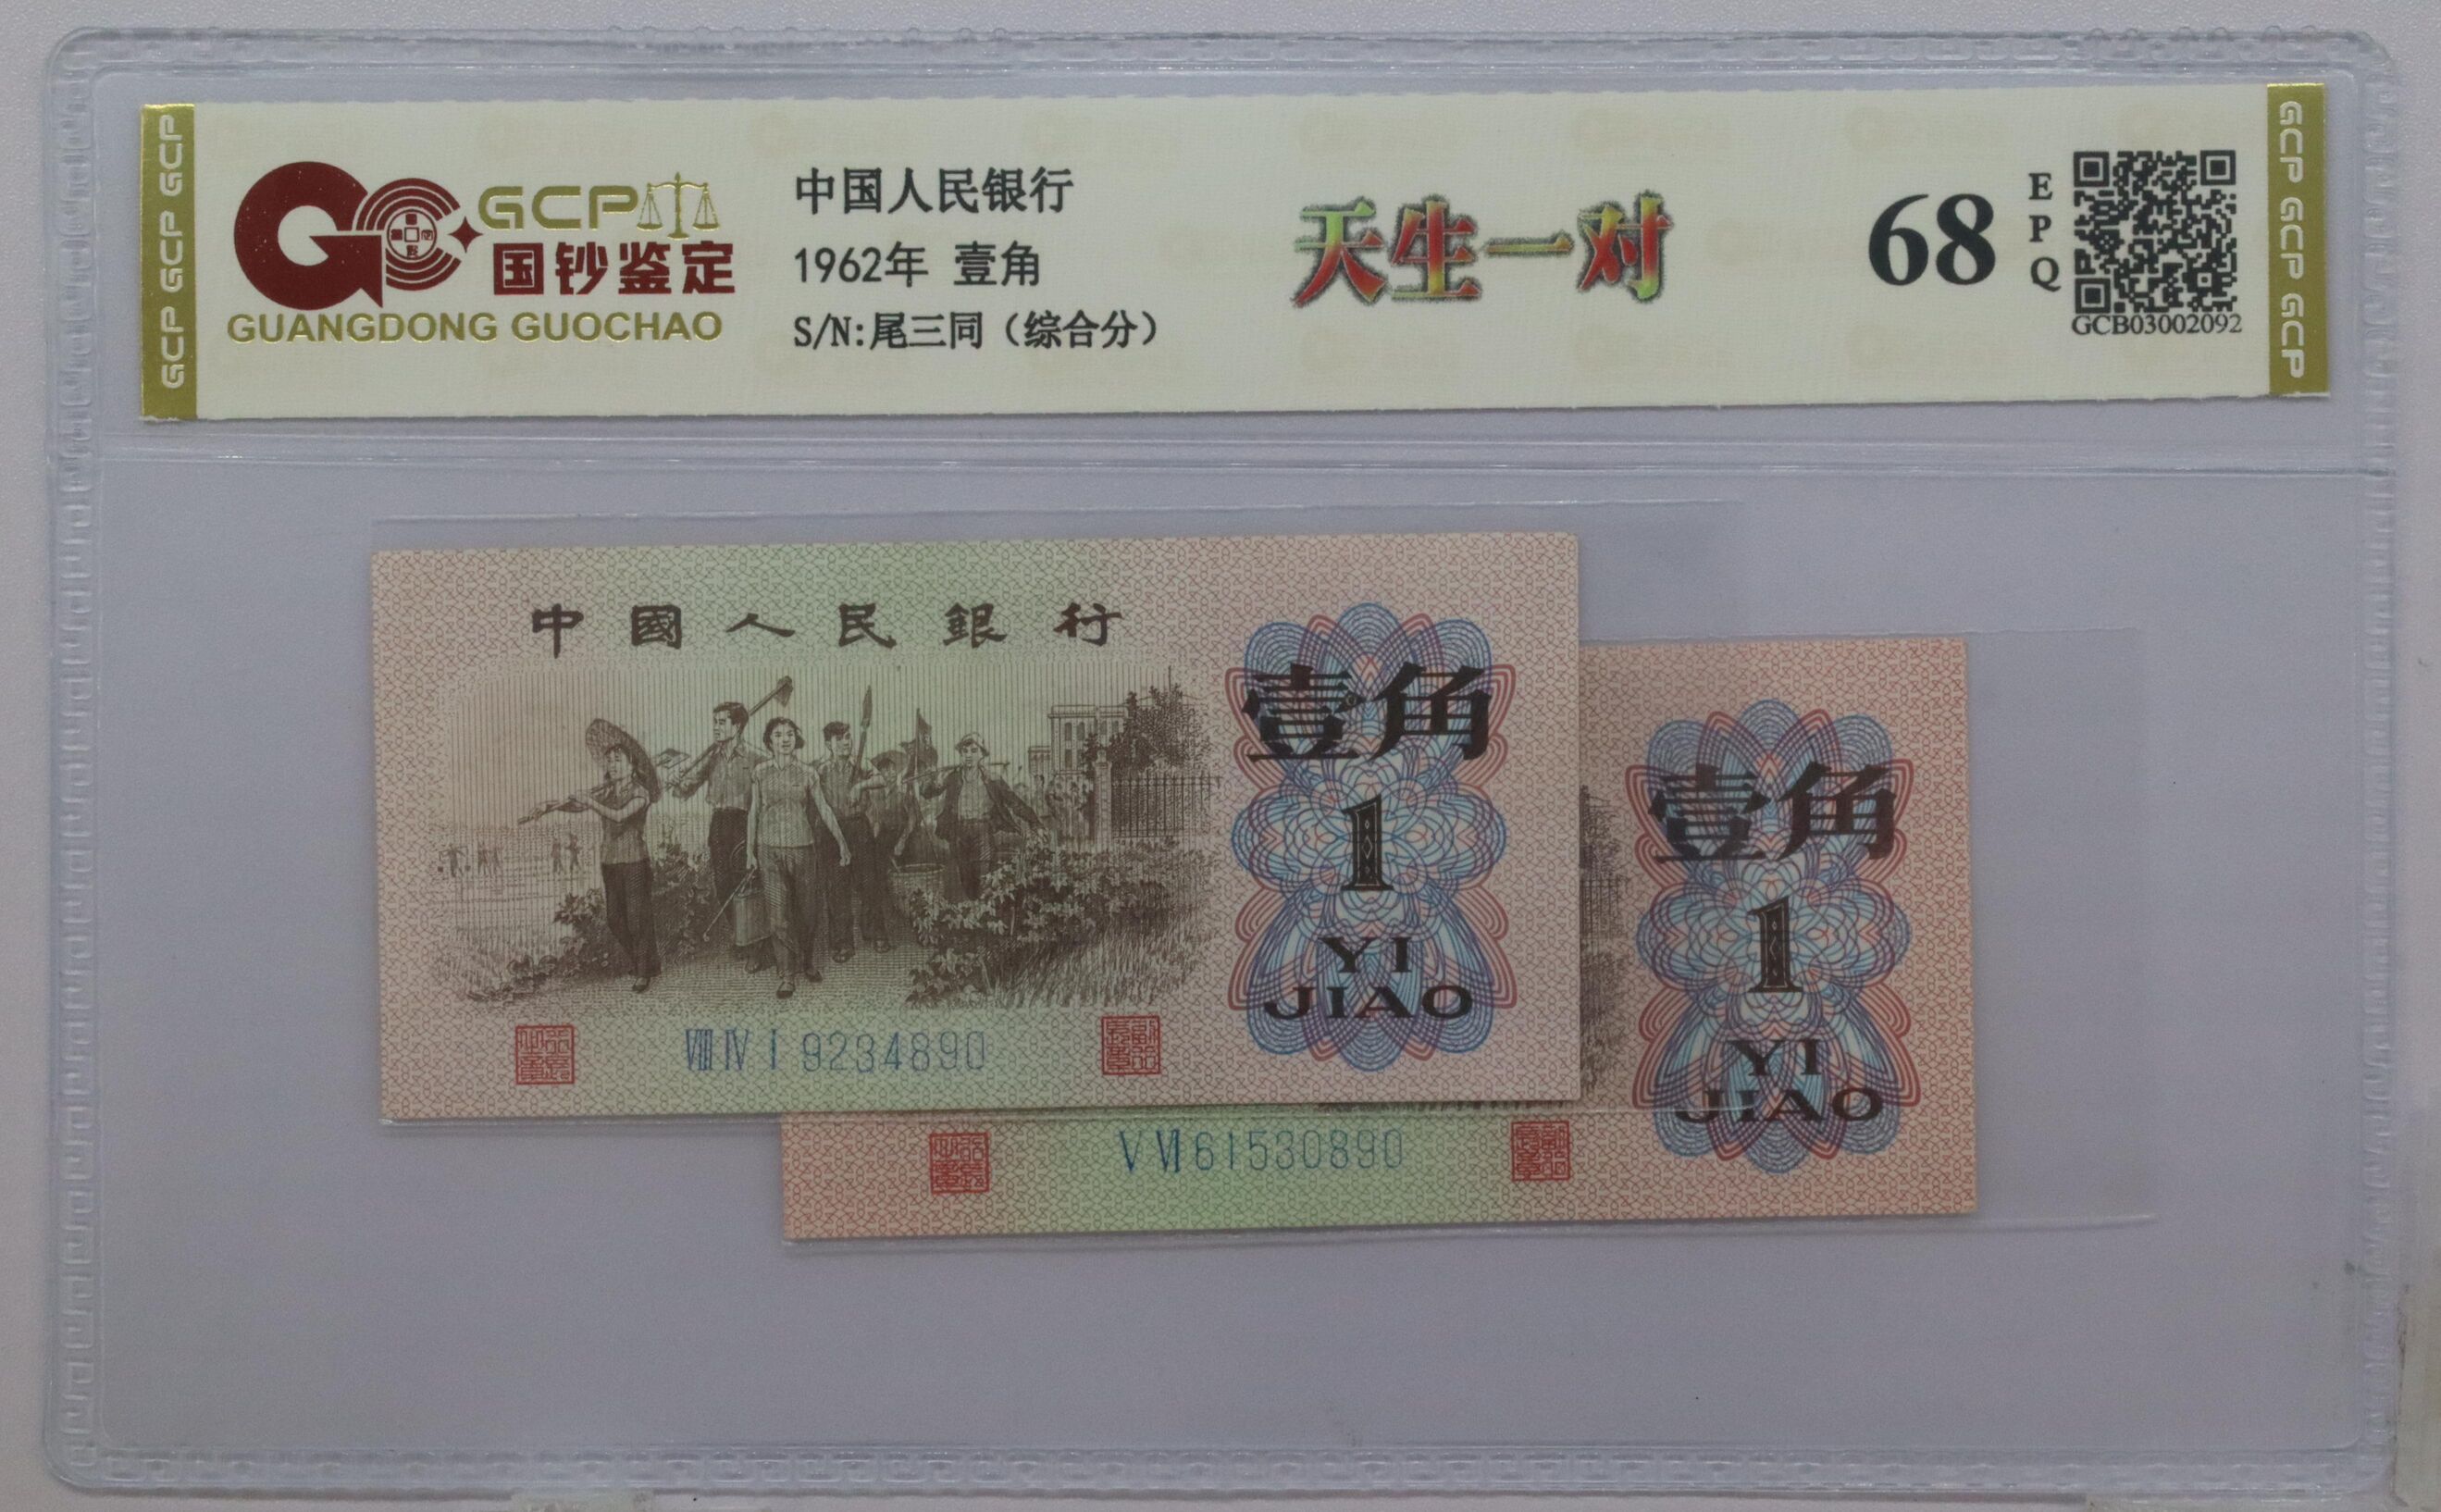 GCP GCP GCP
GCP
国钞鉴定
GUANGDONG GUOCHAO
中国人民银行
1962年 壹角
S/N:尾三同（综合分）
天生一对
68
EPQ
GCB03002092
GCP GCP GCP
中國人民銀行
壹角
1
YI
JIAO
VIII IV I 9234890
壹角
1
YI
JIAO
V VI 61530890